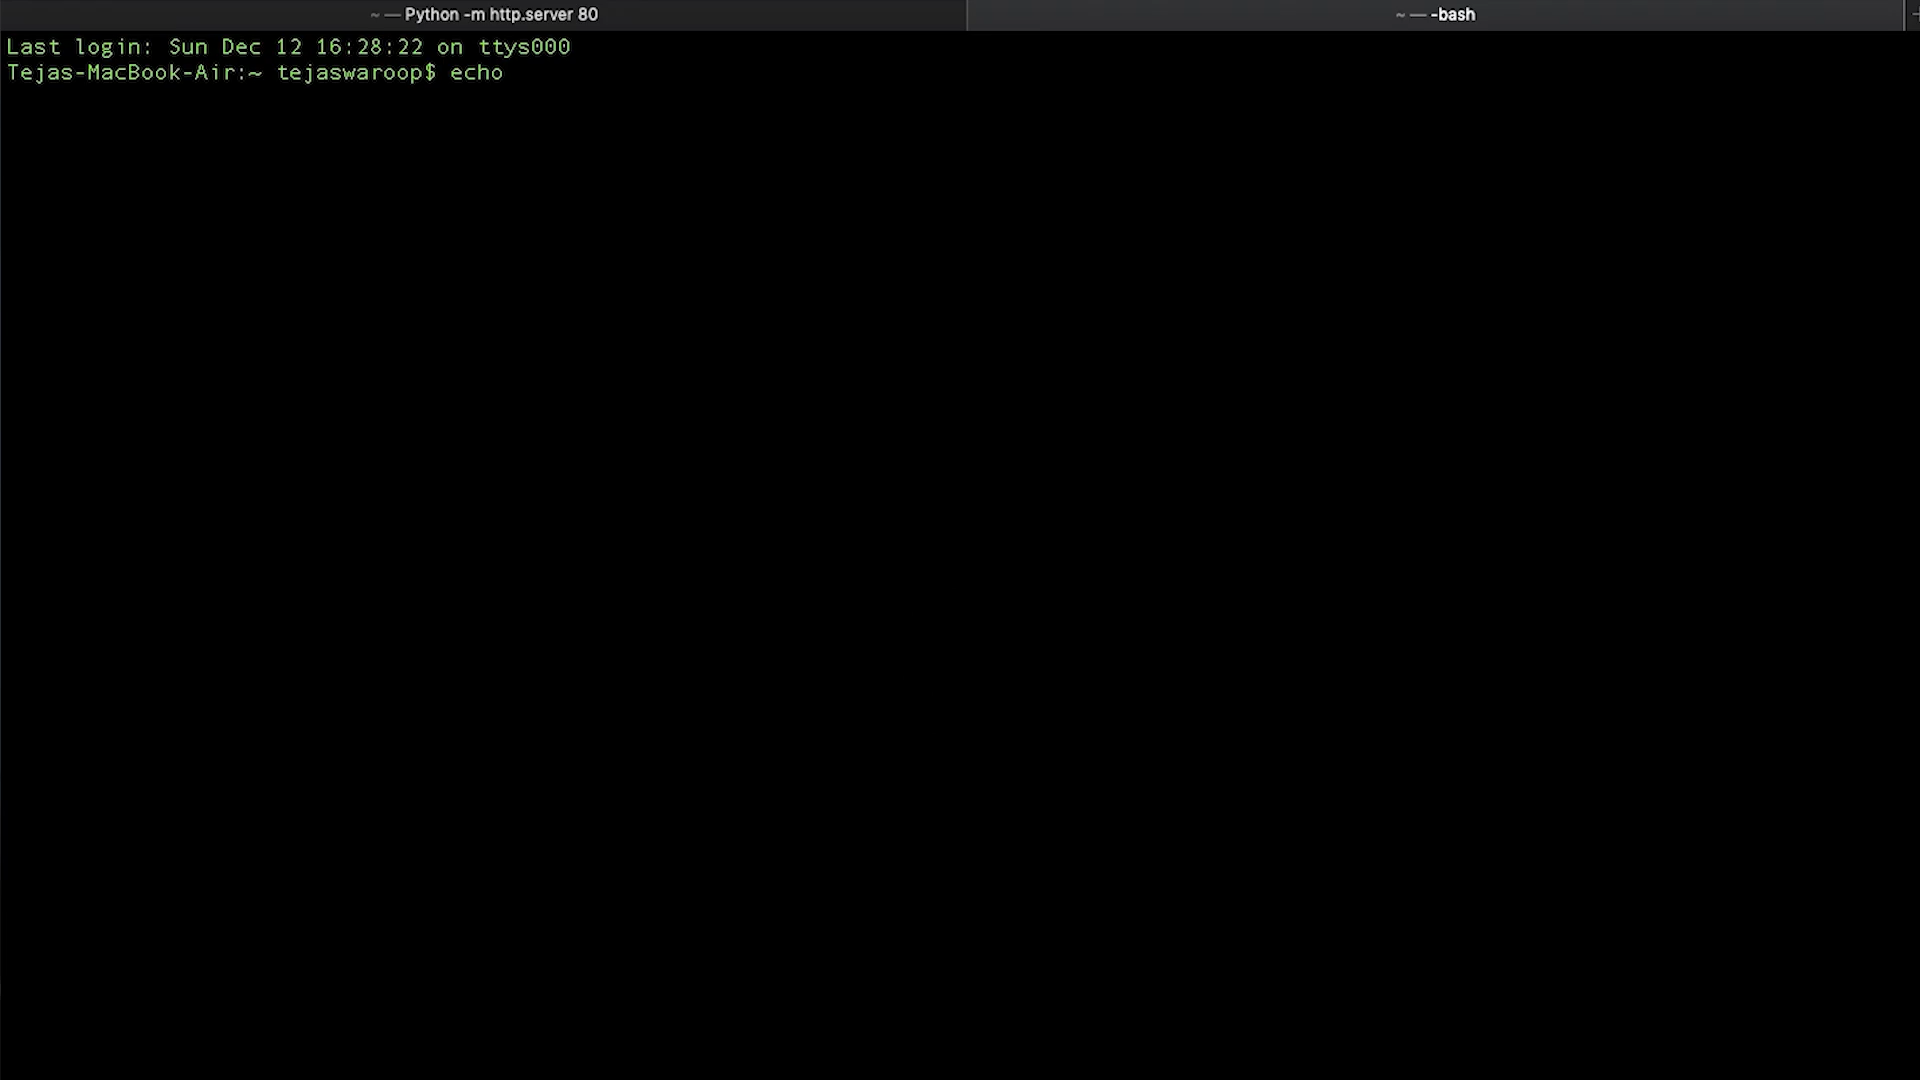 ~ — Python -m http.server 80
~ — -bash
Last login: Sun Dec 12 16:28:22 on ttys000
Tejas-MacBook-Air:~ tejaswaroop$ echo